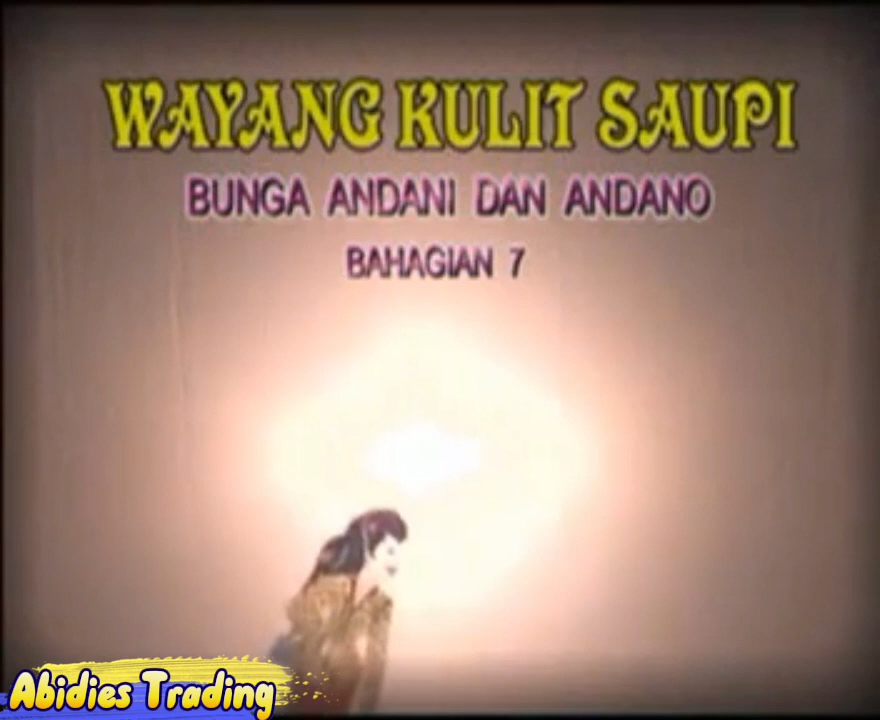 WAYANG KULIT SAUPI
BUNGA ANDANI DAN ANDANO
BAHAGIAN 7
Abidies Trading